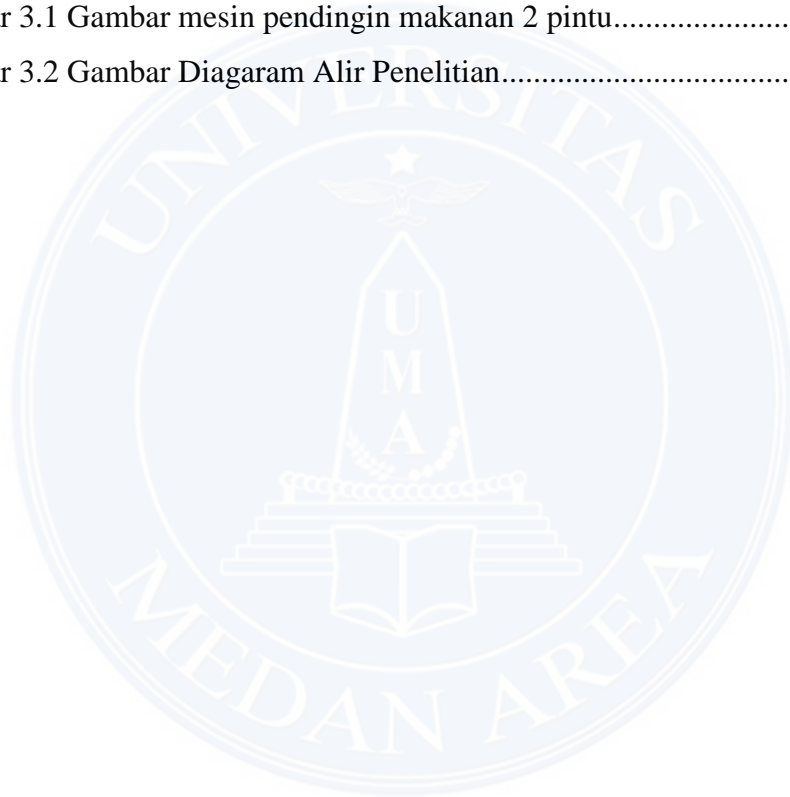 r 3.1 Gambar mesin pendingin makanan 2 pintu......................
r 3.2 Gambar Diagaram Alir Penelitian....................................
UNIVERSITAS
U
M
A
MEDAN AREA